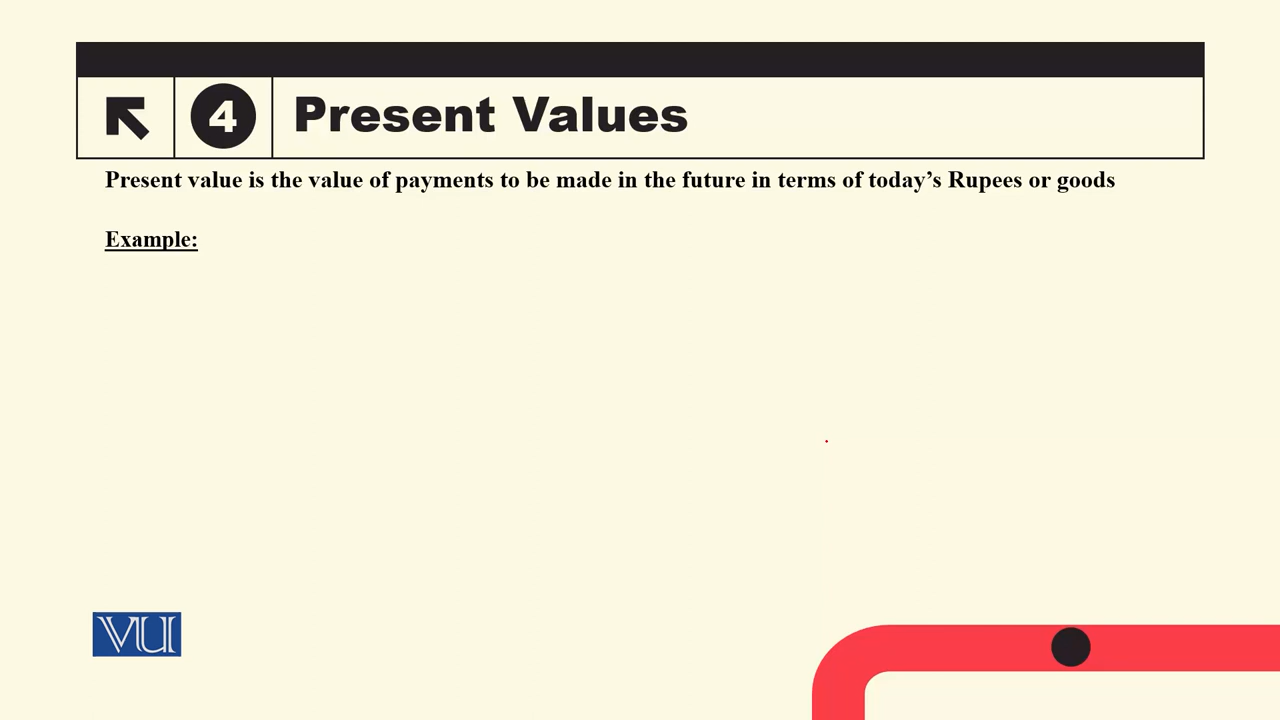 4 Present Values
Present value is the value of payments to be made in the future in terms of today’s Rupees or goods
Example:
VU